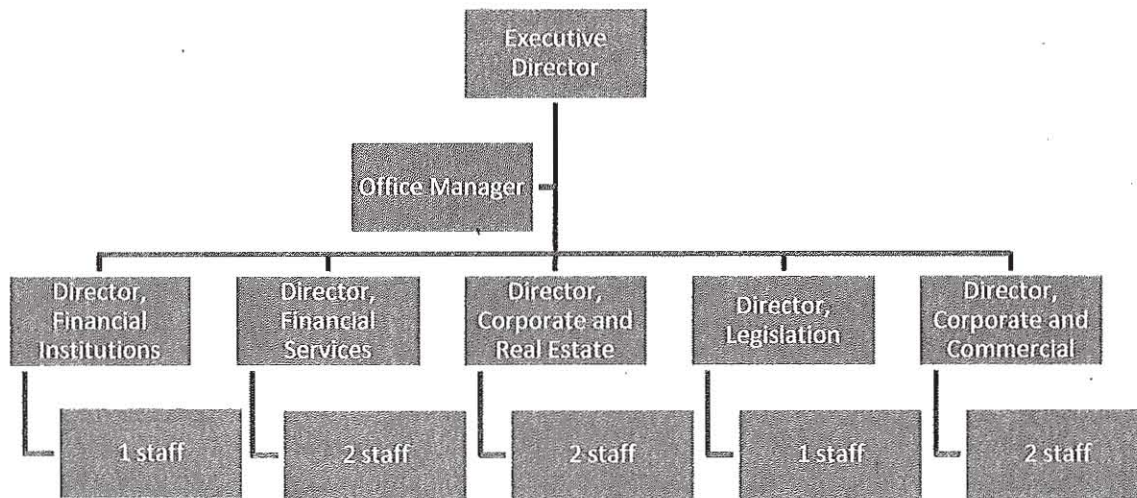 Executive
Director
Office Manager
Director,
Financial
Institutions
Director,
Financial
Services
Director,
Corporate and
Real Estate
Director,
Legislation
Director,
Corporate and
Commercial
1 staff
2 staff
2 staff
1 staff
2 staff